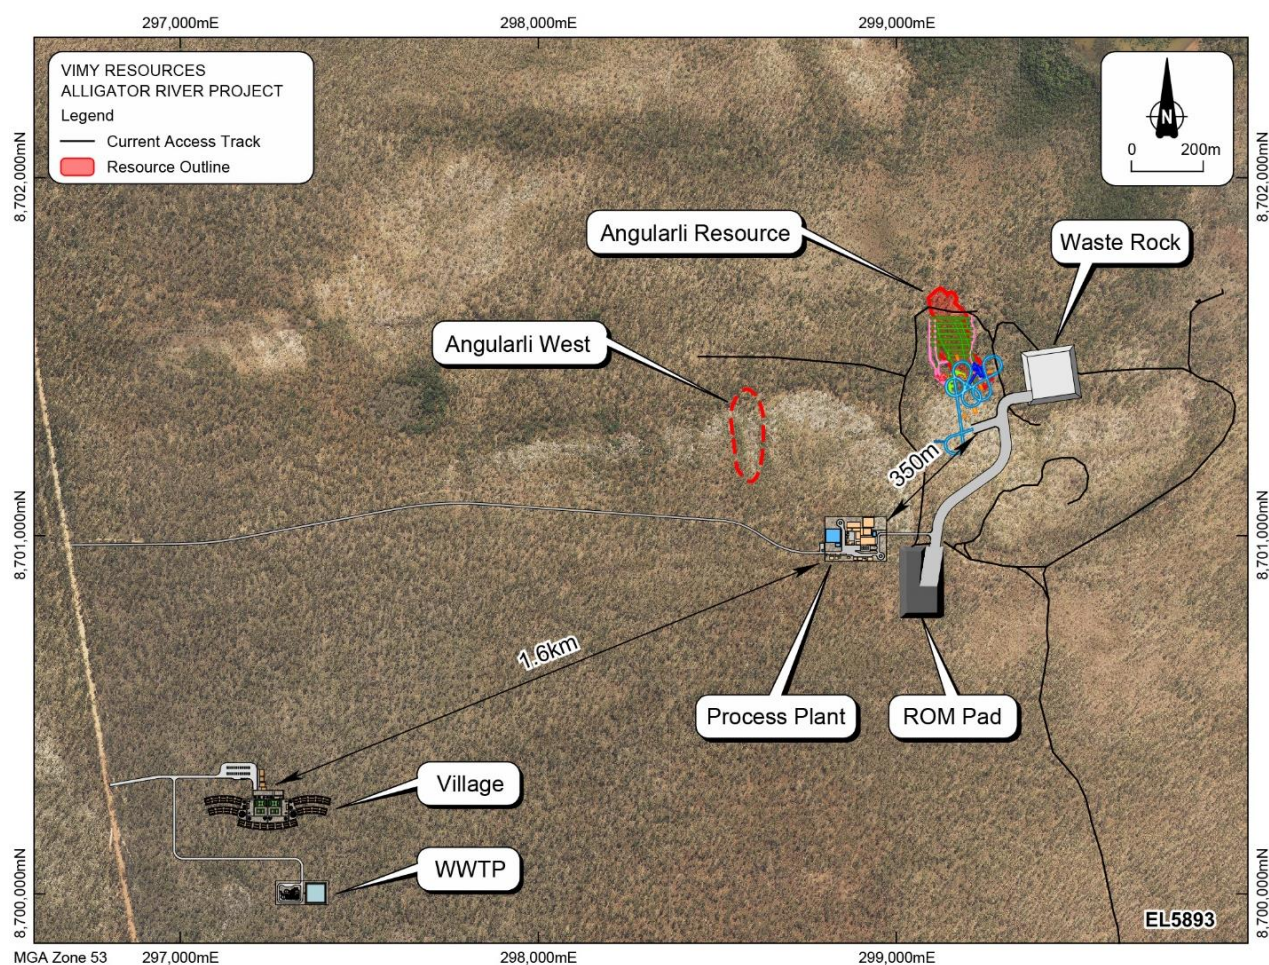 297,000mE
298,000mE
299,000mE
VIMY RESOURCES
ALLIGATOR RIVER PROJECT
Legend
Current Access Track
Resource Outline
N
0 200m
8,702,000mN
8,702,000mN
Angularli Resource
Waste Rock
Angularli West
350m
8,701,000mN
8,701,000mN
1.6km
Process Plant
ROM Pad
Village
WWTP
8,700,000mN
8,700,000mN
EL5893
MGA Zone 53
297,000mE
298,000mE
299,000mE